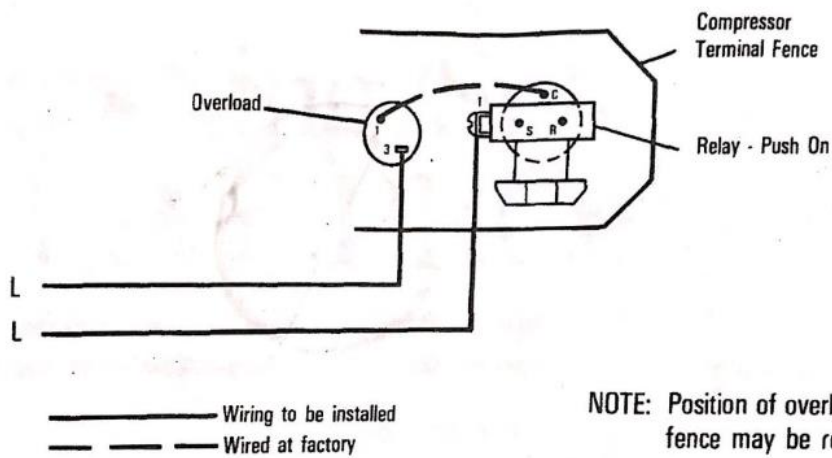 Compressor
Terminal Fence
Overload
1
3
C
1
S
R
Relay - Push On
L
L
Wiring to be installed
Wired at factory
NOTE: Position of
fence may be